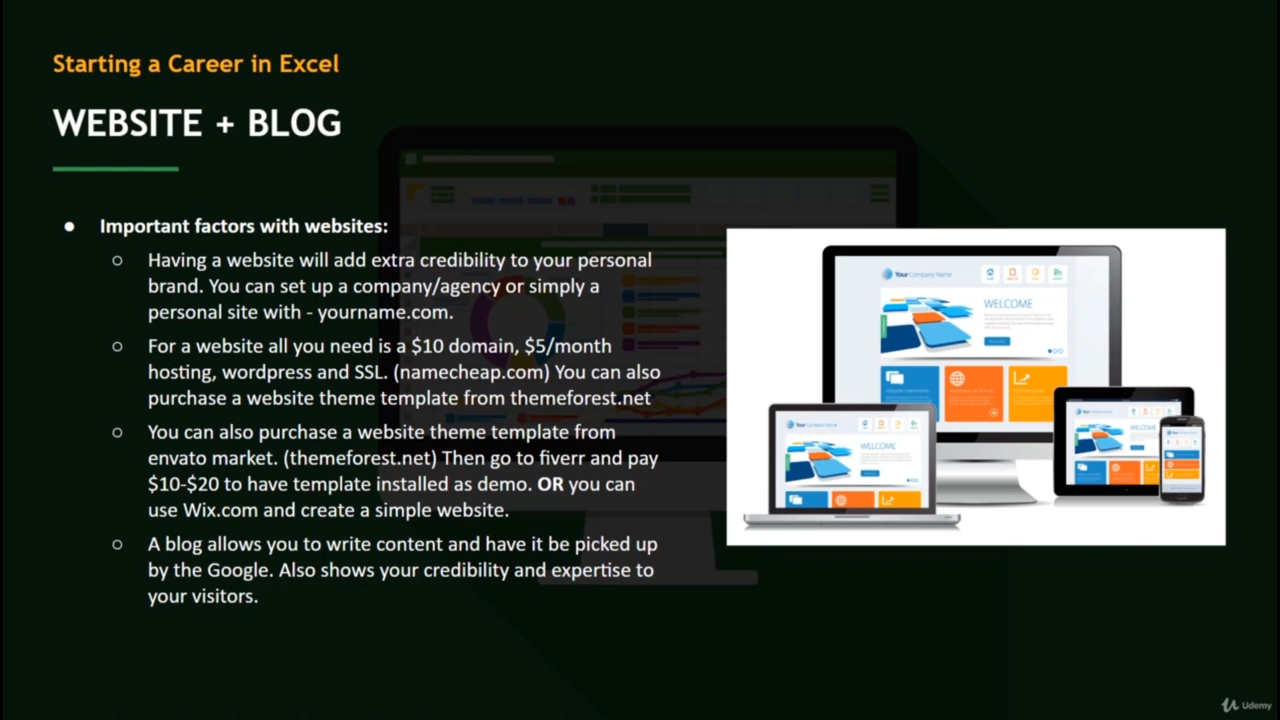 Starting a Career in Excel
WEBSITE + BLOG
● Important factors with websites:
○ Having a website will add extra credibility to your personal
brand. You can set up a company/agency or simply a
personal site with - yourname.com.
○ For a website all you need is a $10 domain, $5/month
hosting, wordpress and SSL. (namecheap.com) You can also
purchase a website theme template from themeforest.net
○ You can also purchase a website theme template from
envato market. (themeforest.net) Then go to fiverr and pay
$10-$20 to have template installed as demo. OR you can
use Wix.com and create a simple website.
○ A blog allows you to write content and have it be picked up
by the Google. Also shows your credibility and expertise to
your visitors.
Your Company Name
WELCOME
Your Company Name
WELCOME
WELCOME
Udemy